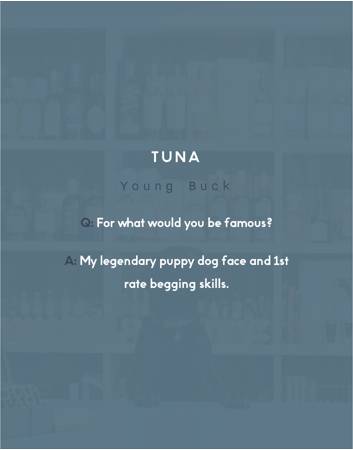 TUNA
Young Buck
Q: For what would you be famous?
A: My legendary puppy dog face and 1st
rate begging skills.